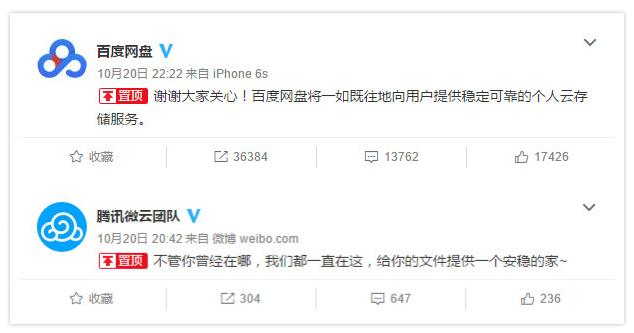 百度网盘
10月20日 22:22 来自 iPhone 6s
置顶 谢谢大家关心！百度网盘将一如既往地向用户提供稳定可靠的个人云存
储服务。
收藏 36384 13762 17426
腾讯微云团队
10月20日 20:42 来自 微博 weibo.com
置顶 不管你曾经在哪，我们都一直在这，给你的文件提供一个安稳的家~
收藏 304 647 236